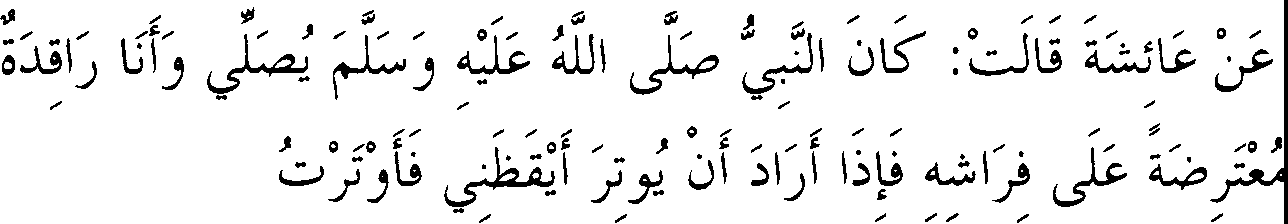 عَنْ عَائِشَةَ قَالَتْ: كَانَ النَّبِيُّ صَلَّى اللَّهُ عَلَيْهِ وَسَلَّمَ يُصَلِّي وَأَنَا رَاقِدَةٌ
مُعْتَرِضَةً عَلَى فِرَاشِهِ فَإِذَا أَرَادَ أَنْ يُوتِرَ أَيْقَظَنِي فَأَوْتَرْتُ